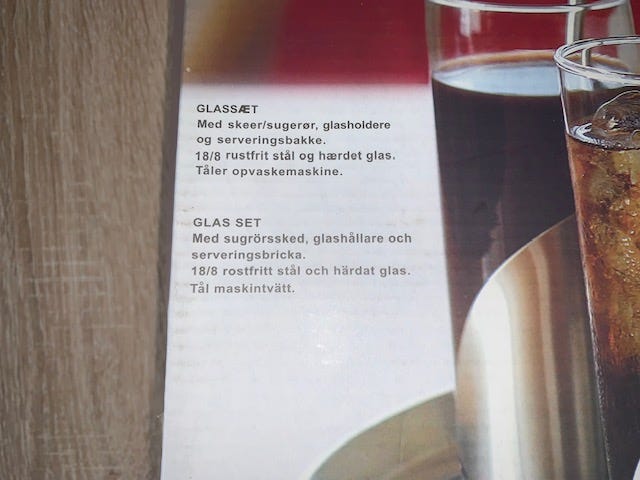 GLASSÆT
Med skeer/sugerør, glasholdere
og serveringsbakke.
18/8 rustfrit stål og hærdet glas.
Tåler opvaskemaskine.
GLAS SET
Med sugrörssked, glashållare och
serveringsbricka.
18/8 rostfritt stål och härdat glas.
Tål maskintvätt.